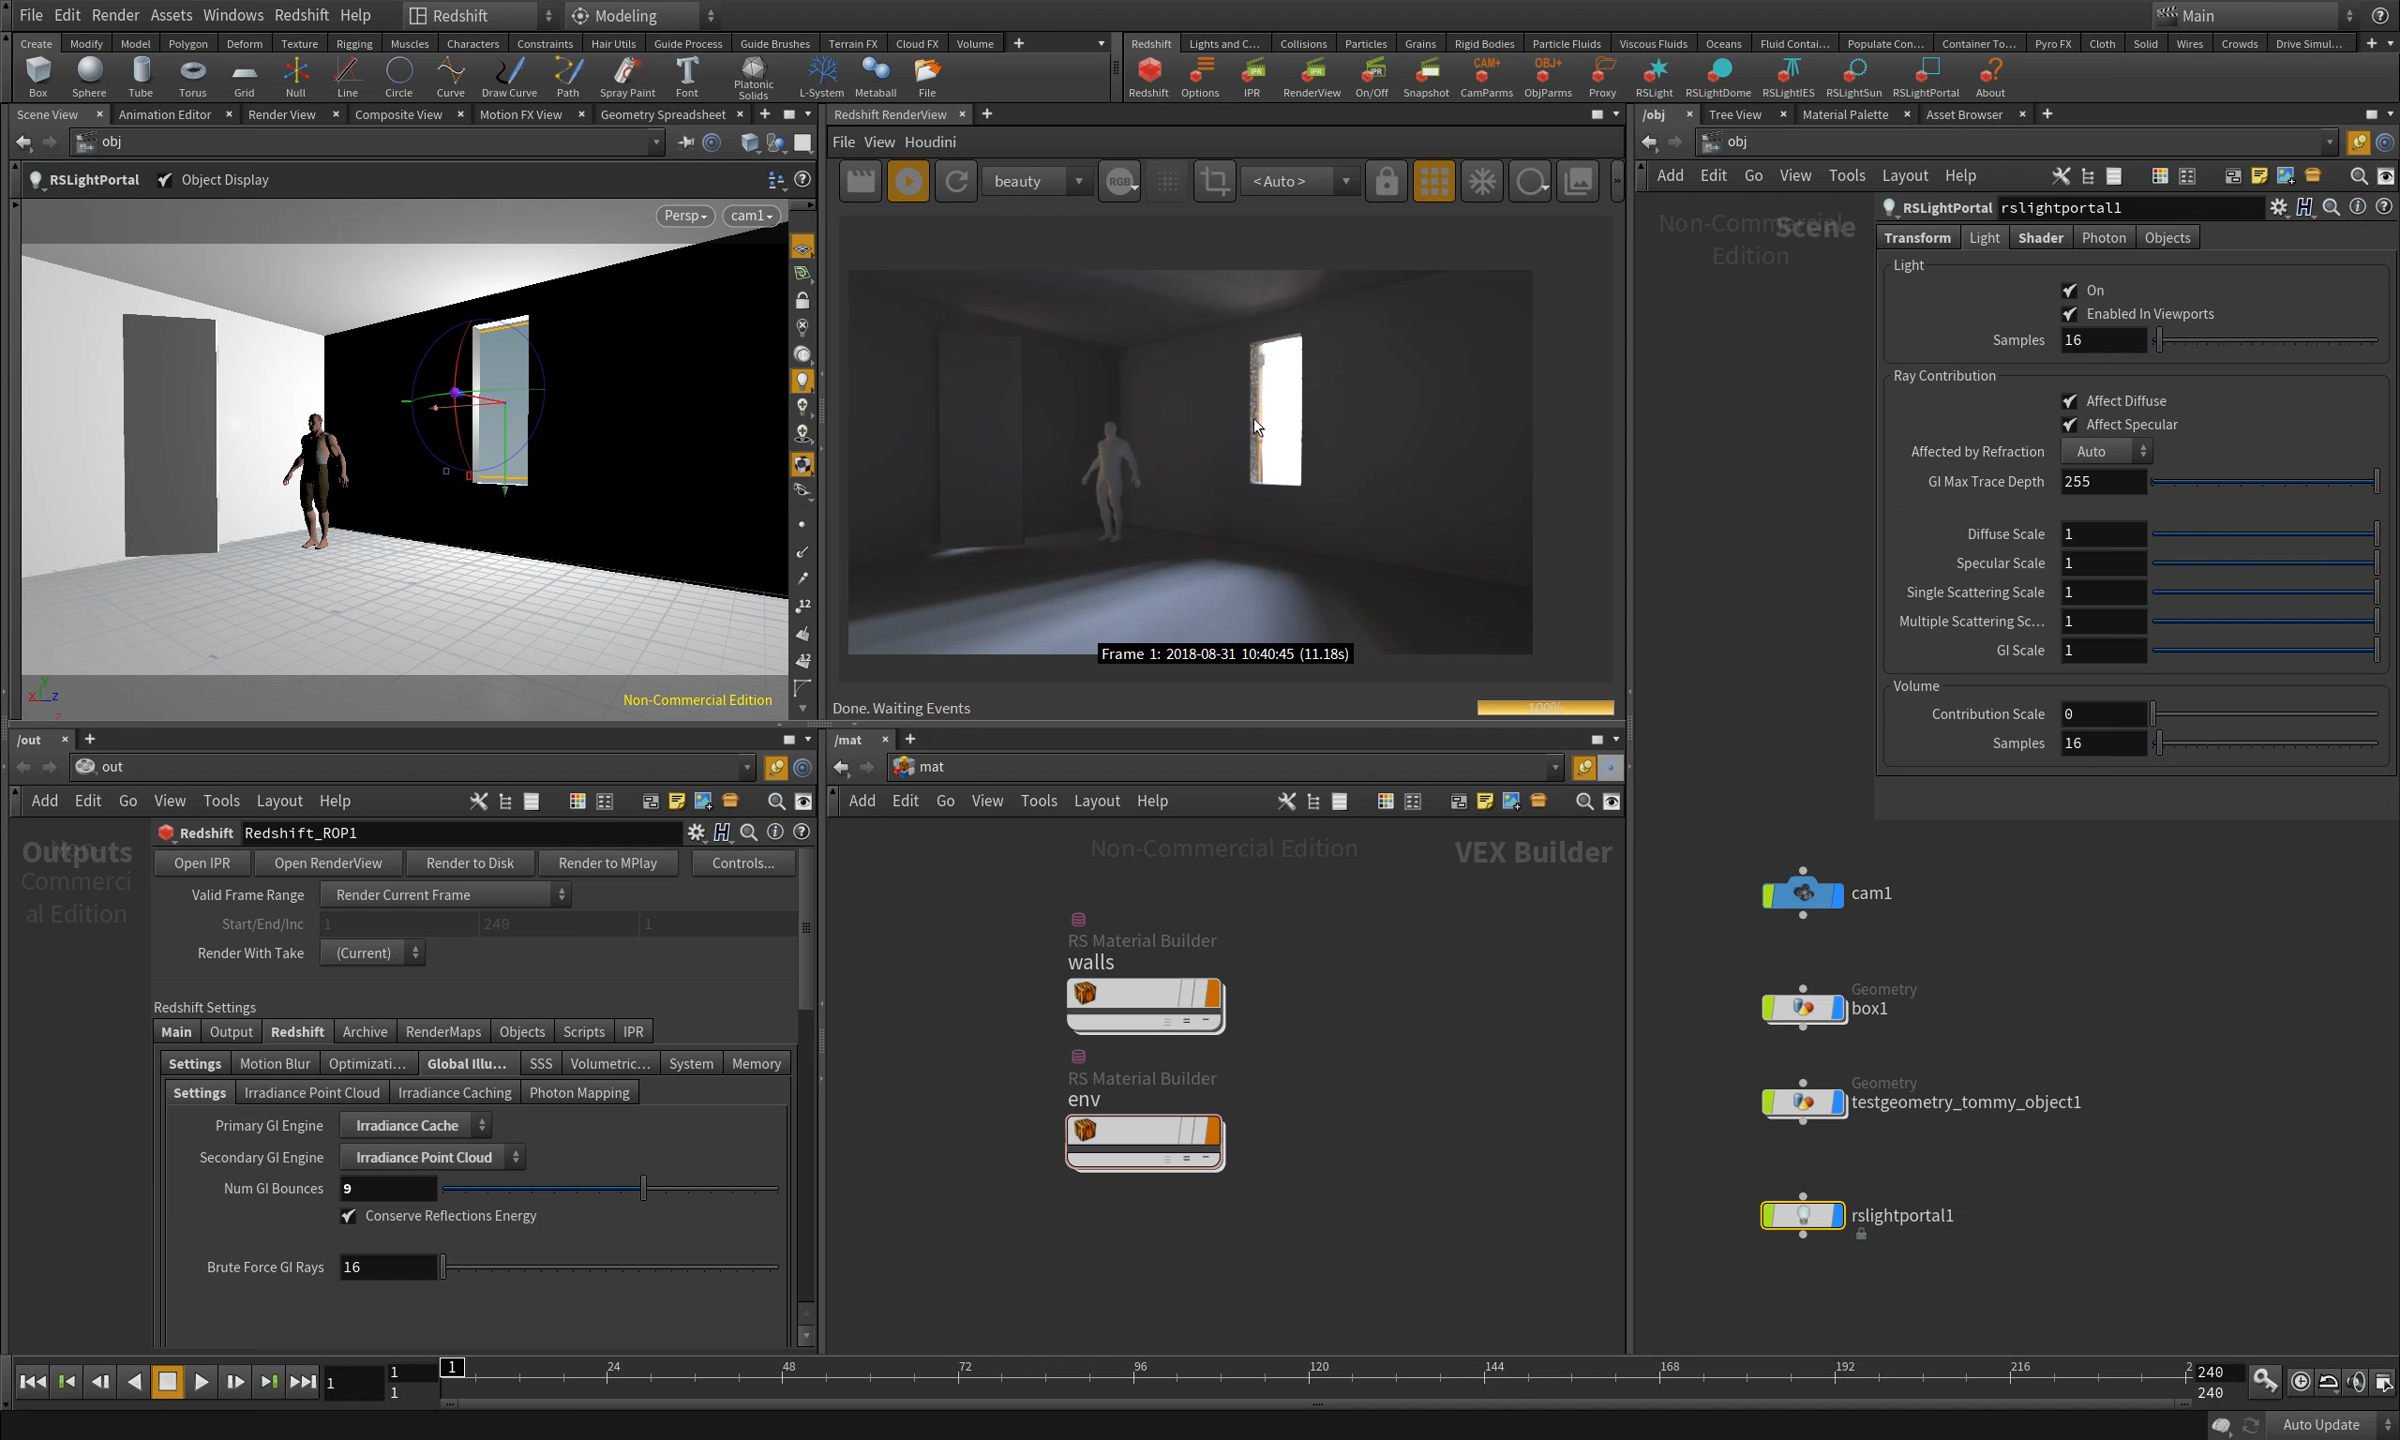 File Edit Render Assets Windows Redshift Help Redshift Modeling Main
Create Modify Model Polygon Deform Texture Rigging Muscles Characters Constraints Hair Utils Guide Process Guide Brushes Terrain FX Cloud FX Volume
Redshift Lights and C... Collisions Particles Grains Rigid Bodies Particle Fluids Viscous Fluids Oceans Fluid Contai... Populate Con... Container To... Pyro FX Cloth Solid Wires Crowds Drive Simul...
Box Sphere Tube Torus Grid Null Line Circle Curve Draw Curve Path Spray Paint Font Platonic Solids L-System Metaball File
Redshift Options IPR RenderView On/Off Snapshot CamParms ObjParms Proxy RSLight RSLightDome RSLightIES RSLightSun RSLightPortal About
Scene View Animation Editor Render View Composite View Motion FX View Geometry Spreadsheet
obj
RSLightPortal Object Display
Persp cam1
Non-Commercial Edition
Redshift RenderView
File View Houdini
beauty RGB <Auto>
Frame 1: 2018-08-31 10:40:45 (11.18s)
Done. Waiting Events 100%
/obj Tree View Material Palette Asset Browser
obj
Add Edit Go View Tools Layout Help
Non-Commercial
Edition
Scene
RSLightPortal rslightportal1
Transform Light Shader Photon Objects
Light
On
Enabled In Viewports
Samples 16
Ray Contribution
Affect Diffuse
Affect Specular
Affected by Refraction Auto
GI Max Trace Depth 255
Diffuse Scale 1
Specular Scale 1
Single Scattering Scale 1
Multiple Scattering Sc... 1
GI Scale 1
Volume
Contribution Scale 0
Samples 16
cam1
Geometry
box1
Geometry
testgeometry_tommy_object1
rslightportal1
/out
out
Add Edit Go View Tools Layout Help
Outputs
Commerci
al Edition
Redshift Redshift_ROP1
Open IPR Open RenderView Render to Disk Render to MPlay Controls...
Valid Frame Range Render Current Frame
Start/End/Inc 1 240 1
Render With Take (Current)
Redshift Settings
Main Output Redshift Archive RenderMaps Objects Scripts IPR
Settings Motion Blur Optimizati... Global Illu... SSS Volumetric... System Memory
Settings Irradiance Point Cloud Irradiance Caching Photon Mapping
Primary GI Engine Irradiance Cache
Secondary GI Engine Irradiance Point Cloud
Num GI Bounces 9
Conserve Reflections Energy
Brute Force GI Rays 16
/mat
mat
Add Edit Go View Tools Layout Help
Non-Commercial Edition VEX Builder
RS Material Builder
walls
RS Material Builder
env
1 1 1 1 24 48 72 96 120 144 168 192 216 2 240
240
Auto Update